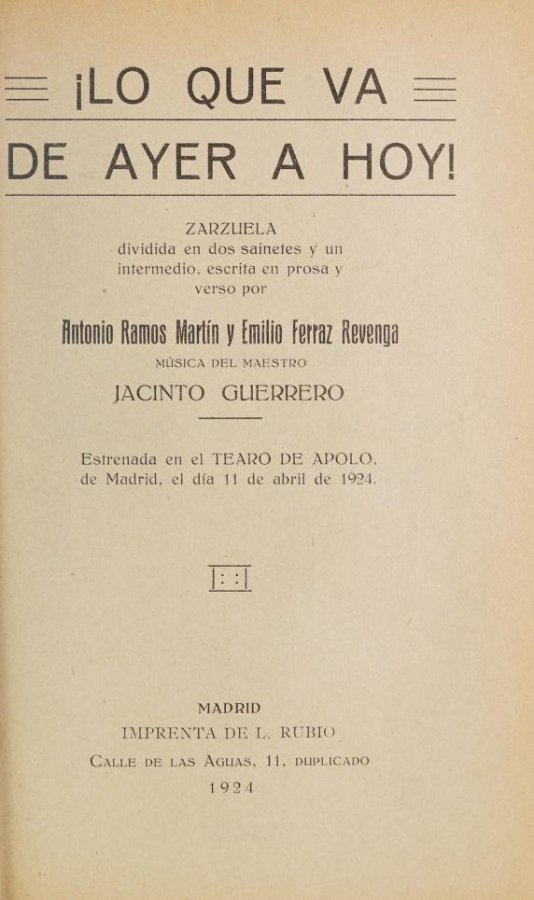 ¡LO QUE VA
DE AYER A HOY!
ZARZUELA
dividida en dos sainetes y un
intermedio, escrita en prosa y
verso por
Antonio Ramos Martín y Emilio Ferraz Revenga
MÚSICA DEL MAESTRO
JACINTO GUERRERO
Estrenada en el TEARO DE APOLO,
de Madrid, el día 11 de abril de 1924.
MADRID
IMPRENTA DE L. RUBIO
CALLE DE LAS AGUAS, 11, DUPLICADO
1924